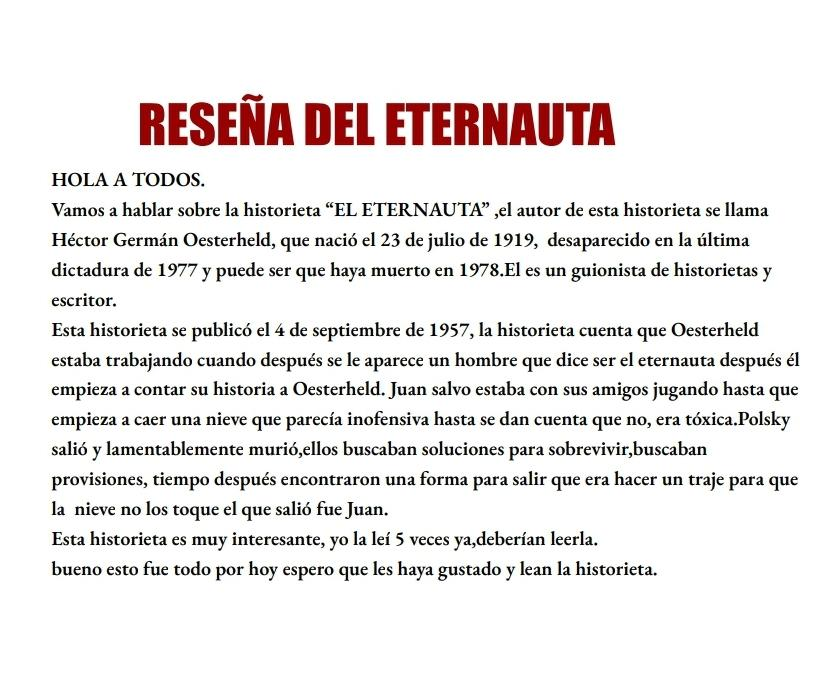 RESEÑA DEL ETERNAUTA
HOLA A TODOS.
Vamos a hablar sobre la historieta “EL ETERNAUTA” ,el autor de esta historieta se llama
Héctor Germán Oesterheld, que nació el 23 de julio de 1919,  desaparecido en la última
dictadura de 1977 y puede ser que haya muerto en 1978.El es un guionista de historietas y
escritor.
Esta historieta se publicó el 4 de septiembre de 1957, la historieta cuenta que Oesterheld
estaba trabajando cuando después se le aparece un hombre que dice ser el eternauta después él
empieza a contar su historia a Oesterheld. Juan salvo estaba con sus amigos jugando hasta que
empieza a caer una nieve que parecía inofensiva hasta se dan cuenta que no, era tóxica.Polsky
salió y lamentablemente murió,ellos buscaban soluciones para sobrevivir,buscaban
provisiones, tiempo después encontraron una forma para salir que era hacer un traje para que
la  nieve no los toque el que salió fue Juan.
Esta historieta es muy interesante, yo la leí 5 veces ya,deberían leerla.
bueno esto fue todo por hoy espero que les haya gustado y lean la historieta.